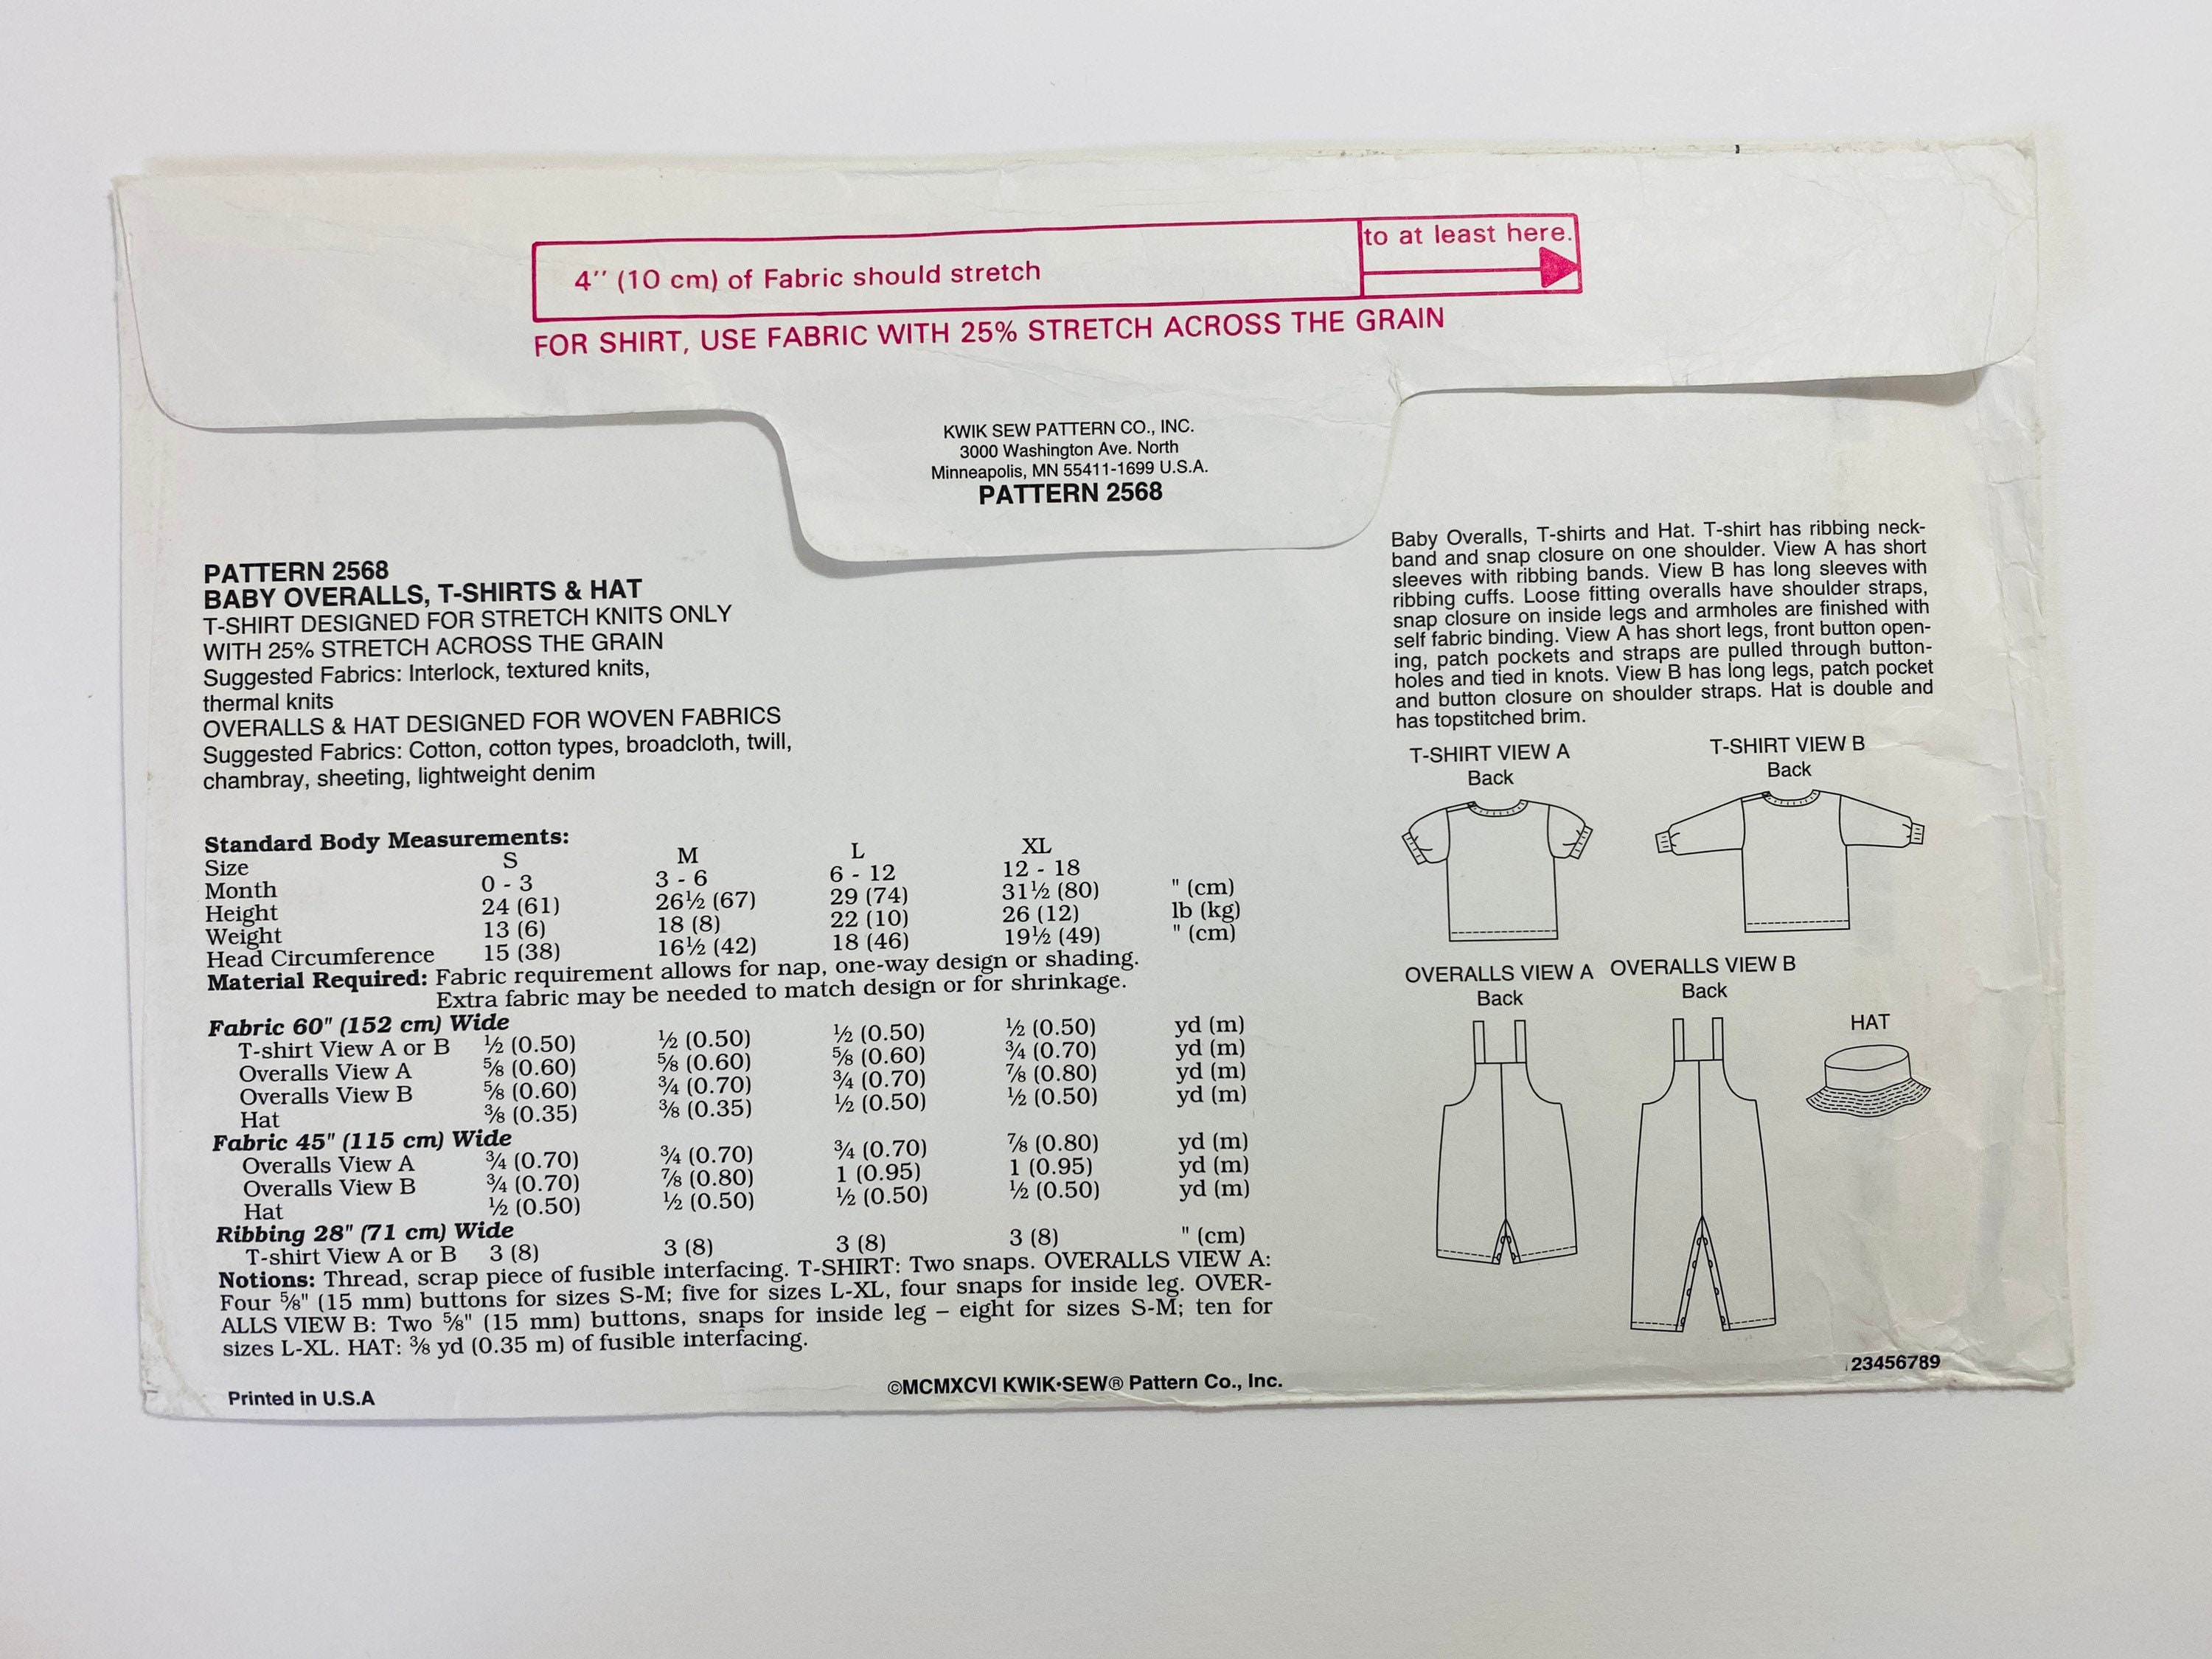 4" (10 cm) of Fabric should stretch
to at least here.
FOR SHIRT, USE FABRIC WITH 25% STRETCH ACROSS THE GRAIN
KWIK SEW PATTERN CO., INC.
3000 Washington Ave. North
Minneapolis, MN 55411-1699 U.S.A.
PATTERN 2568
PATTERN 2568
BABY OVERALLS, T-SHIRTS & HAT
T-SHIRT DESIGNED FOR STRETCH KNITS ONLY
WITH 25% STRETCH ACROSS THE GRAIN
Suggested Fabrics: Interlock, textured knits,
thermal knits
OVERALLS & HAT DESIGNED FOR WOVEN FABRICS
Suggested Fabrics: Cotton, cotton types, broadcloth, twill,
chambray, sheeting, lightweight denim
Standard Body Measurements:
Size S M L XL
Month 0 - 3 3 - 6 6 - 12 12 - 18
Height 24 (61) 26½ (67) 29 (74) 31½ (80) " (cm)
Weight 13 (6) 18 (8) 22 (10) 26 (12) lb (kg)
Head Circumference 15 (38) 16½ (42) 18 (46) 19½ (49) " (cm)
Material Required: Fabric requirement allows for nap, one-way design or shading.
Extra fabric may be needed to match design or for shrinkage.
Fabric 60" (152 cm) Wide
T-shirt View A or B ½ (0.50) ½ (0.50) ½ (0.50) ½ (0.50) yd (m)
Overalls View A ⅝ (0.60) ⅝ (0.60) ⅝ (0.60) ¾ (0.70) yd (m)
Overalls View B ⅝ (0.60) ¾ (0.70) ¾ (0.70) ⅞ (0.80) yd (m)
Hat ⅜ (0.35) ⅜ (0.35) ½ (0.50) ½ (0.50) yd (m)
Fabric 45" (115 cm) Wide
Overalls View A ¾ (0.70) ¾ (0.70) ¾ (0.70) ⅞ (0.80) yd (m)
Overalls View B ¾ (0.70) ⅞ (0.80) 1 (0.95) 1 (0.95) yd (m)
Hat ½ (0.50) ½ (0.50) ½ (0.50) ½ (0.50) yd (m)
Ribbing 28" (71 cm) Wide
T-shirt View A or B 3 (8) 3 (8) 3 (8) 3 (8) " (cm)
Notions: Thread, scrap piece of fusible interfacing. T-SHIRT: Two snaps. OVERALLS VIEW A:
Four ⅝" (15 mm) buttons for sizes S-M; five for sizes L-XL, four snaps for inside leg. OVER-
ALLS VIEW B: Two ⅝" (15 mm) buttons, snaps for inside leg – eight for sizes S-M; ten for
sizes L-XL. HAT: ⅜ yd (0.35 m) of fusible interfacing.
Printed in U.S.A
©MCMXCVI KWIK•SEW® Pattern Co., Inc.
Baby Overalls, T-shirts and Hat. T-shirt has ribbing neck-
band and snap closure on one shoulder. View A has short
sleeves with ribbing bands. View B has long sleeves with
ribbing cuffs. Loose fitting overalls have shoulder straps,
snap closure on inside legs and armholes are finished with
self fabric binding. View A has short legs, front button open-
ing, patch pockets and straps are pulled through button-
holes and tied in knots. View B has long legs, patch pocket
and button closure on shoulder straps. Hat is double and
has topstitched brim.
T-SHIRT VIEW A
Back
T-SHIRT VIEW B
Back
OVERALLS VIEW A
Back
OVERALLS VIEW B
Back
HAT
23456789